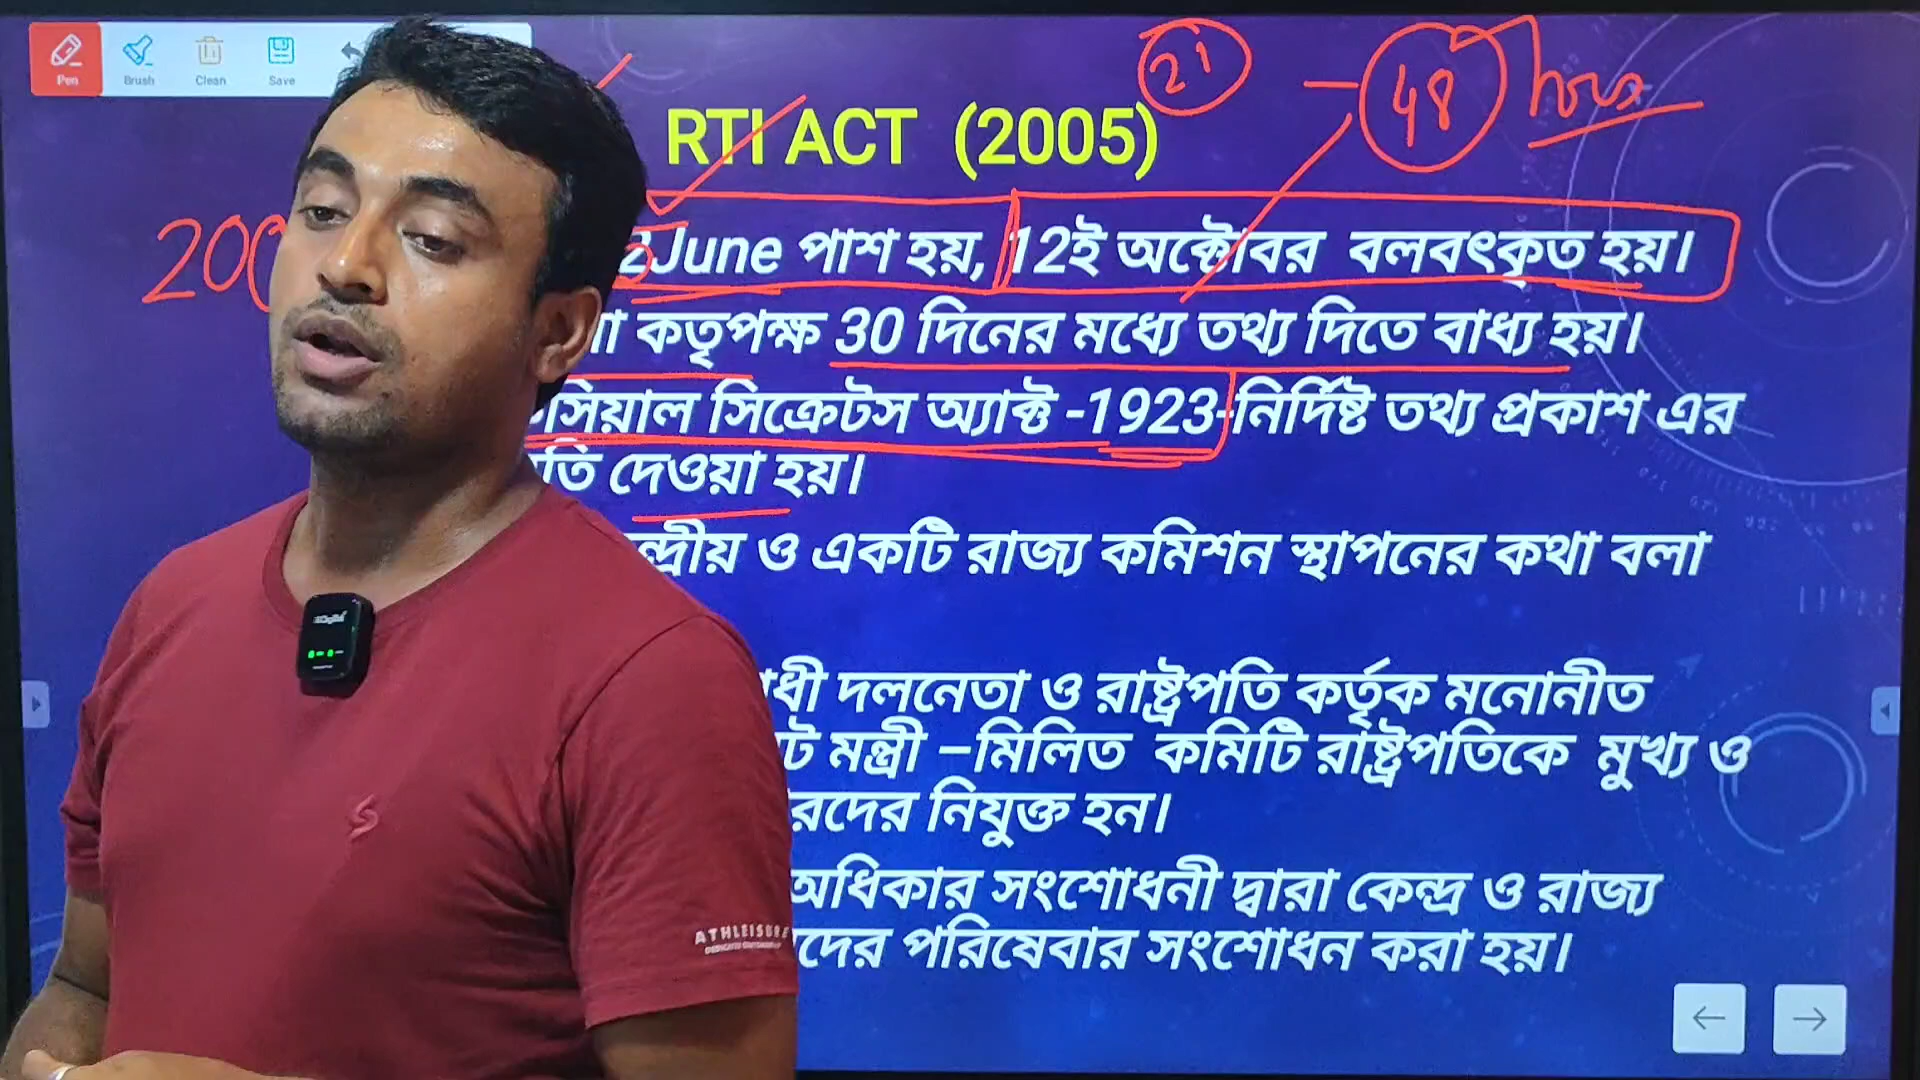 Pen Brush Clean Save
21 48 hours
RTI ACT (2005)
200
June পাশ হয়, 12ই অক্টোবর বলবৎকৃত হয়।
কতৃপক্ষ 30 দিনের মধ্যে তথ্য দিতে বাধ্য হয়।
সিক্রেটস অ্যাক্ট -1923-নির্দিষ্ট তথ্য প্রকাশ এর
দেওয়া হয়।
ও একটি রাজ্য কমিশন স্থাপনের কথা বলা
দলনেতা ও রাষ্ট্রপতি কর্তৃক মনোনীত
মন্ত্রী –মিলিত কমিটি রাষ্ট্রপতিকে মুখ্য ও
নিযুক্ত হন।
অধিকার সংশোধনী দ্বারা কেন্দ্র ও রাজ্য
পরিষেবার সংশোধন করা হয়।
ATHLEISURE